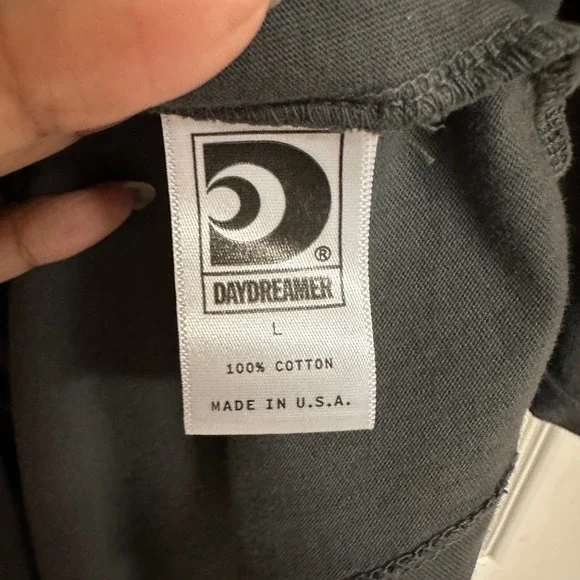 ®
DAYDREAMER
L
100% COTTON
MADE IN U.S.A.